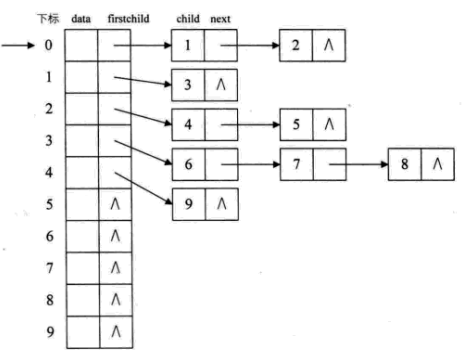 下标 data firstchild child next
0 1 2 Λ
1 3 Λ
2 4 5 Λ
3 6 7 8 Λ
4 9 Λ
5 Λ
6 Λ
7 Λ
8 Λ
9 Λ